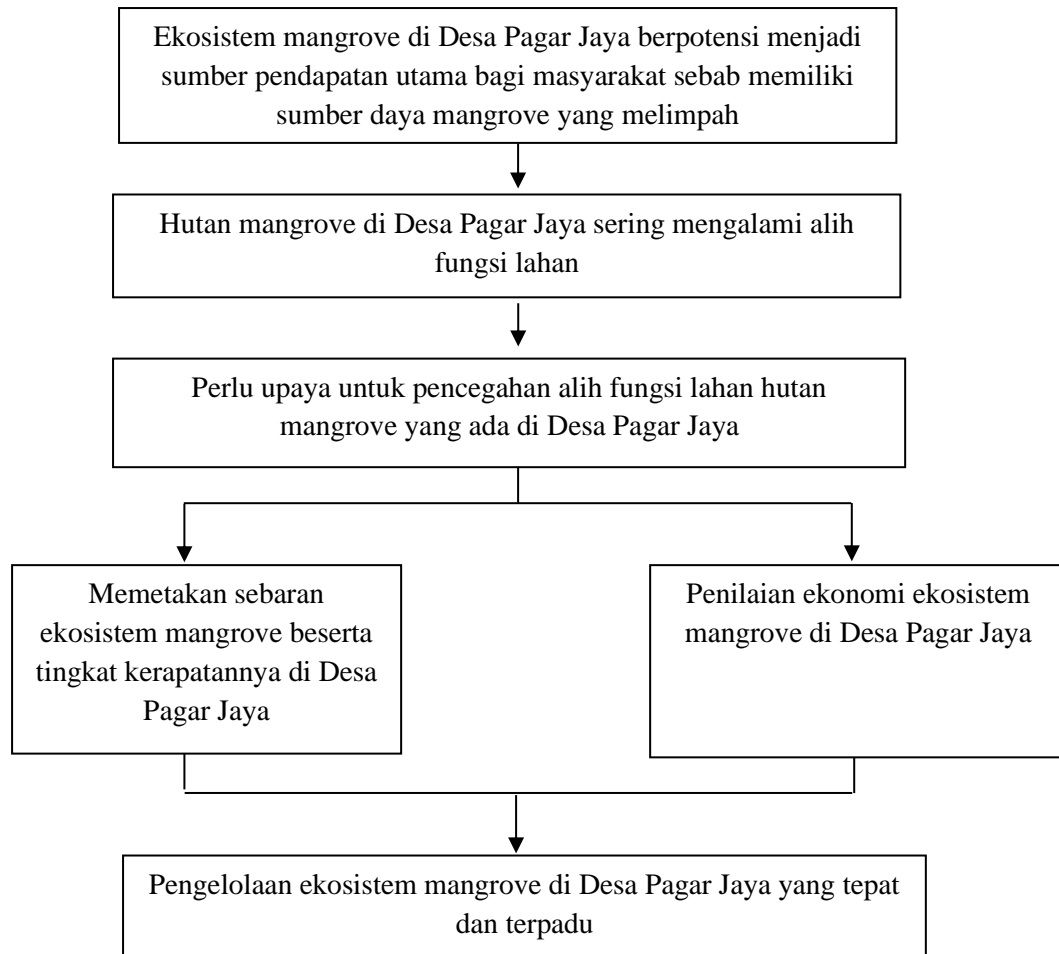 Ekosistem mangrove di Desa Pagar Jaya berpotensi menjadi
sumber pendapatan utama bagi masyarakat sebab memiliki
sumber daya mangrove yang melimpah
Hutan mangrove di Desa Pagar Jaya sering mengalami alih
fungsi lahan
Perlu upaya untuk pencegahan alih fungsi lahan hutan
mangrove yang ada di Desa Pagar Jaya
Memetakan sebaran
ekosistem mangrove beserta
tingkat kerapatannya di Desa
Pagar Jaya
Penilaian ekonomi ekosistem
mangrove di Desa Pagar Jaya
Pengelolaan ekosistem mangrove di Desa Pagar Jaya yang tepat
dan terpadu